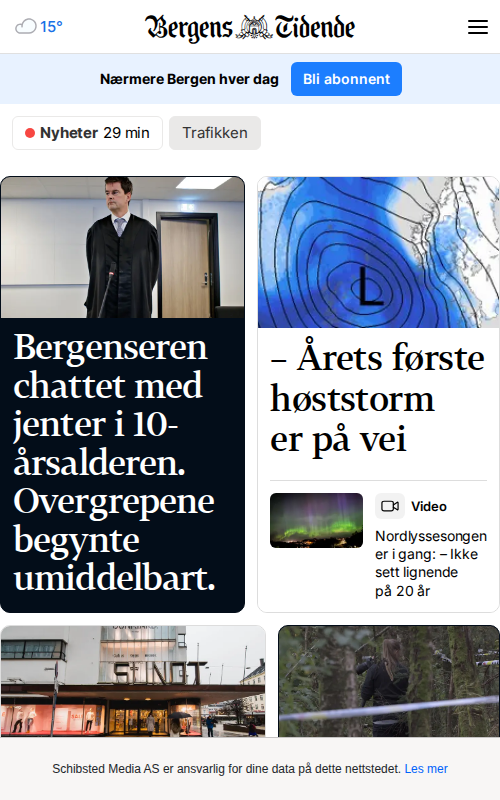 15°
Bergens Tidende
Nærmere Bergen hver dag
Bli abonnent
Nyheter 29 min
Trafikken
Bergenseren
chattet med
jenter i 10-
årsalderen.
Overgrepene
begynte
umiddelbart.
L
– Årets første
høststorm
er på vei
Video
Nordlyssesongen
er i gang: – Ikke
sett lignende
på 20 år
Schibsted Media AS er ansvarlig for dine data på dette nettstedet. Les mer